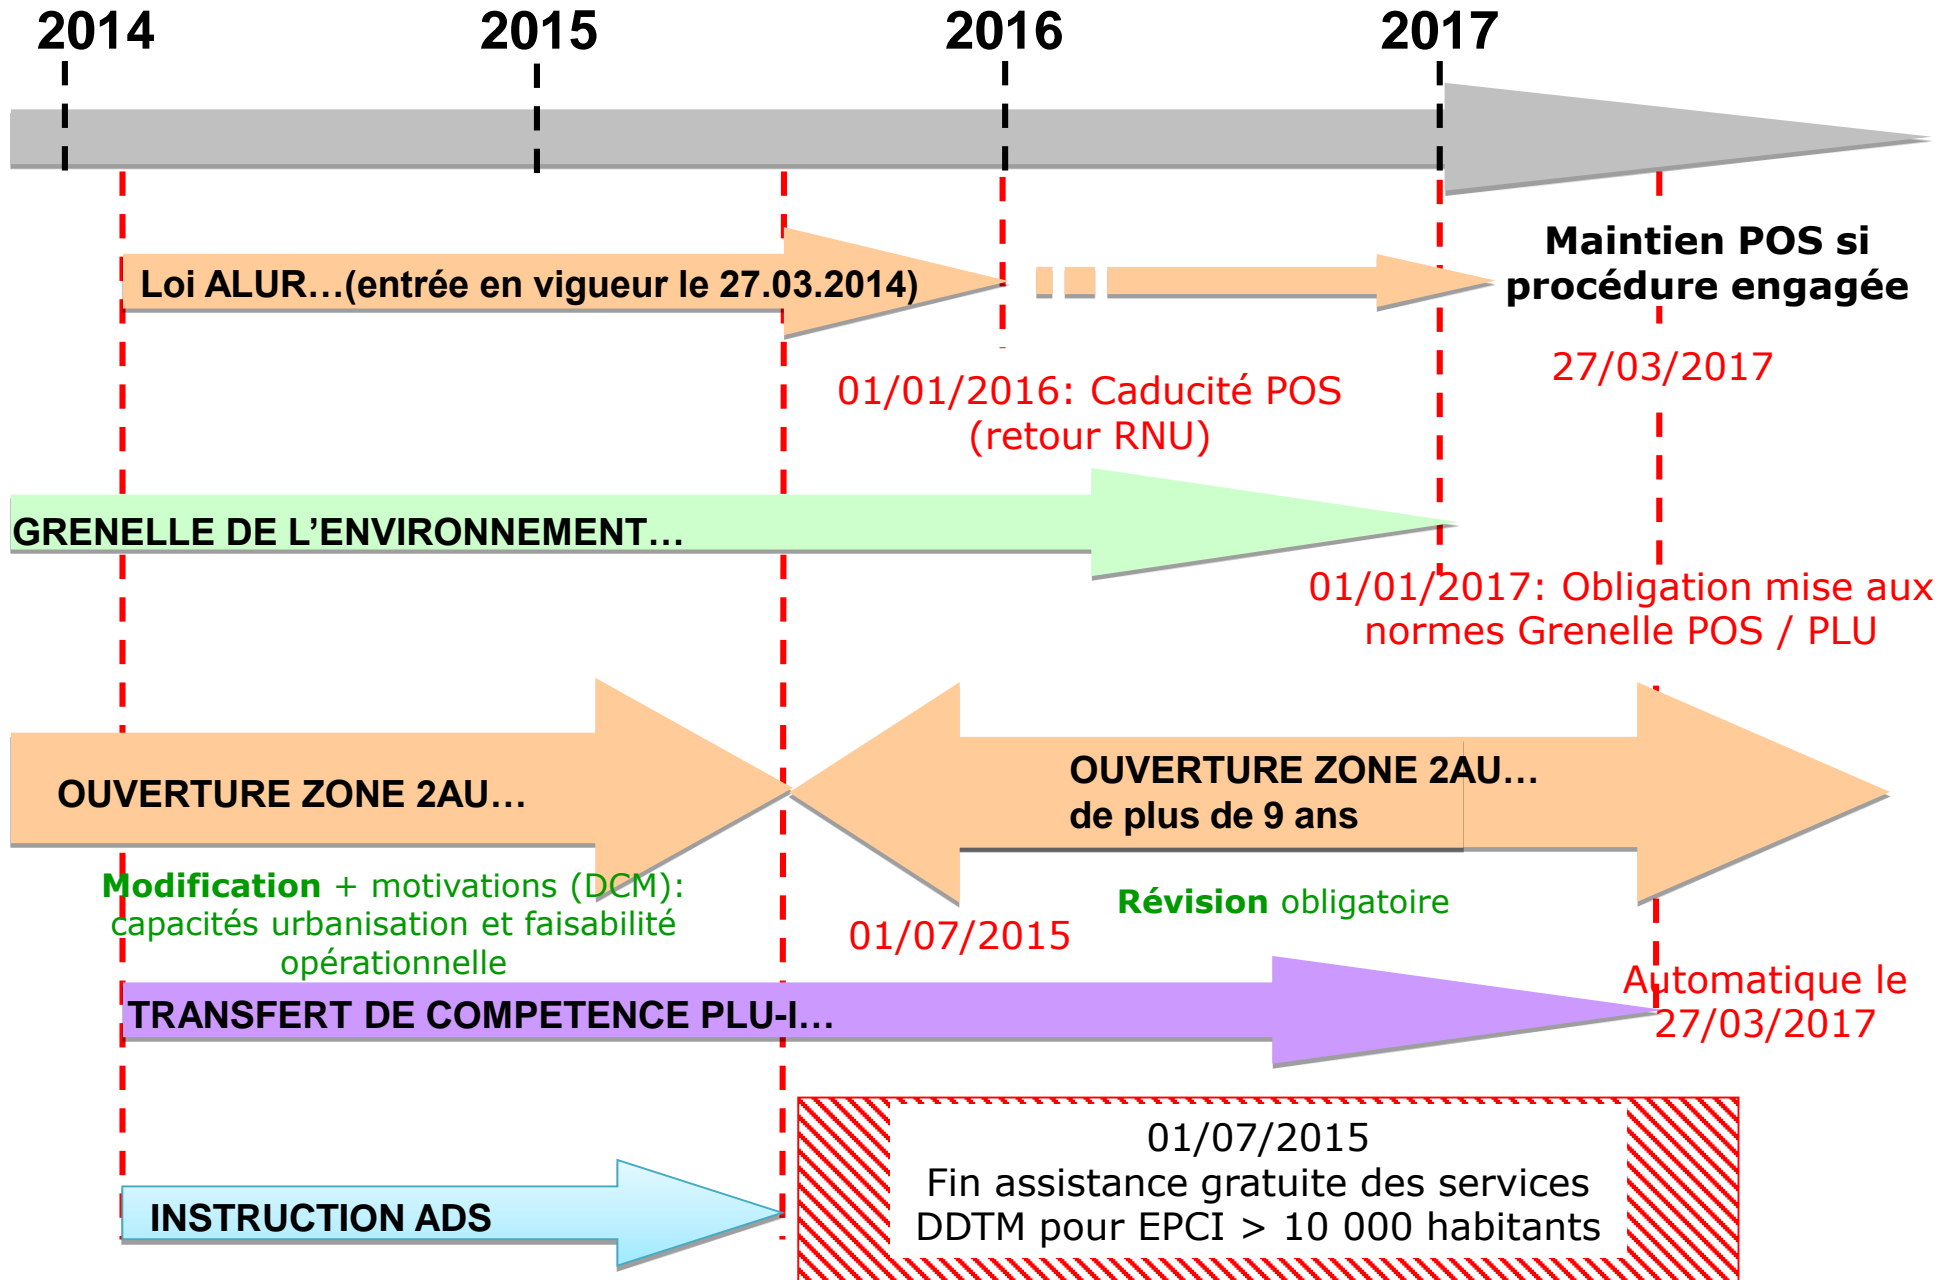 2014 2015 2016 2017
Loi ALUR…(entrée en vigueur le 27.03.2014)
Maintien POS si
procédure engagée
27/03/2017
01/01/2016: Caducité POS
(retour RNU)
GRENELLE DE L’ENVIRONNEMENT…
01/01/2017: Obligation mise aux
normes Grenelle POS / PLU
OUVERTURE ZONE 2AU…
OUVERTURE ZONE 2AU…
de plus de 9 ans
Modification + motivations (DCM):
capacités urbanisation et faisabilité
opérationnelle
01/07/2015
Révision obligatoire
TRANSFERT DE COMPETENCE PLU-I…
Automatique le
27/03/2017
INSTRUCTION ADS
01/07/2015
Fin assistance gratuite des services
DDTM pour EPCI > 10 000 habitants